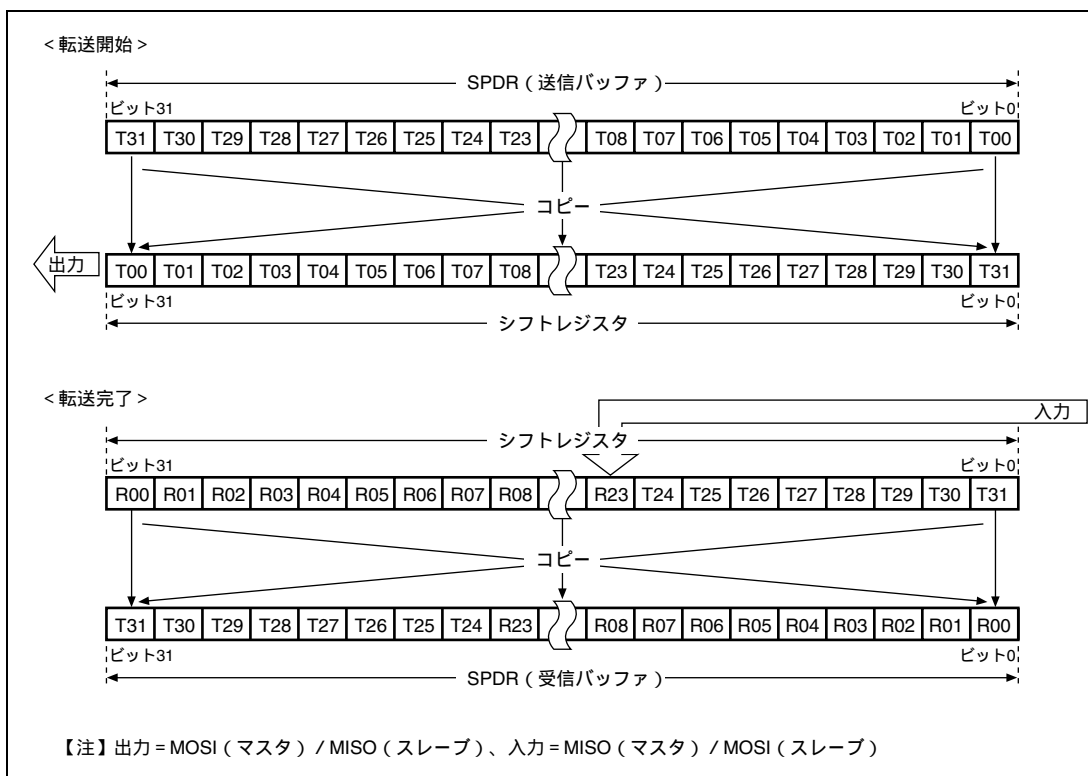 <転送開始>
SPDR(送信バッファ)
ビット31 ビット0
T31 T30 T29 T28 T27 T26 T25 T24 T23 T08 T07 T06 T05 T04 T03 T02 T01 T00
コピー
出力
T00 T01 T02 T03 T04 T05 T06 T07 T08 T23 T24 T25 T26 T27 T28 T29 T30 T31
ビット31 ビット0
シフトレジスタ
<転送完了>
入力
シフトレジスタ
ビット31 ビット0
R00 R01 R02 R03 R04 R05 R06 R07 R08 R23 T24 T25 T26 T27 T28 T29 T30 T31
コピー
T31 T30 T29 T28 T27 T26 T25 T24 R23 R08 R07 R06 R05 R04 R03 R02 R01 R00
ビット31 ビット0
SPDR(受信バッファ)
【注】出力=MOSI(マスタ)/MISO(スレーブ)、入力=MISO(マスタ)/MOSI(スレーブ)